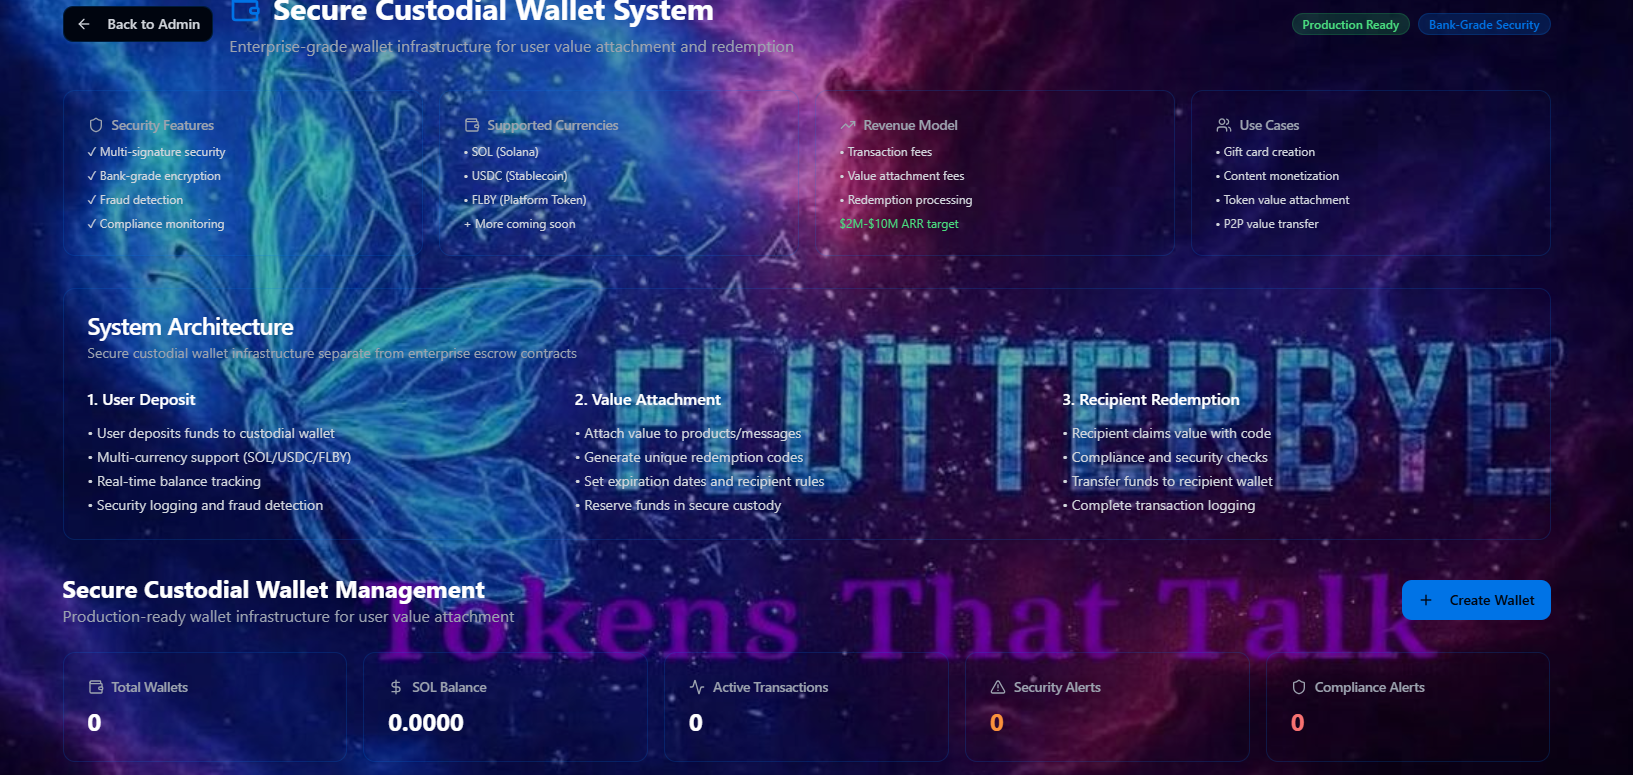 Back to Admin
Secure Custodial Wallet System
Enterprise-grade wallet infrastructure for user value attachment and redemption
Production Ready
Bank-Grade Security
Security Features
✓ Multi-signature security
✓ Bank-grade encryption
✓ Fraud detection
✓ Compliance monitoring
Supported Currencies
• SOL (Solana)
• USDC (Stablecoin)
• FLBY (Platform Token)
+ More coming soon
Revenue Model
• Transaction fees
• Value attachment fees
• Redemption processing
$2M-$10M ARR target
Use Cases
• Gift card creation
• Content monetization
• Token value attachment
• P2P value transfer
System Architecture
Secure custodial wallet infrastructure separate from enterprise escrow contracts
FLUTTERBYE
1. User Deposit
• User deposits funds to custodial wallet
• Multi-currency support (SOL/USDC/FLBY)
• Real-time balance tracking
• Security logging and fraud detection
2. Value Attachment
• Attach value to products/messages
• Generate unique redemption codes
• Set expiration dates and recipient rules
• Reserve funds in secure custody
3. Recipient Redemption
• Recipient claims value with code
• Compliance and security checks
• Transfer funds to recipient wallet
• Complete transaction logging
Secure Custodial Wallet Management
Production-ready wallet infrastructure for user value attachment
Create Wallet
Tokens That Talk
Total Wallets
0
SOL Balance
0.0000
Active Transactions
0
Security Alerts
0
Compliance Alerts
0